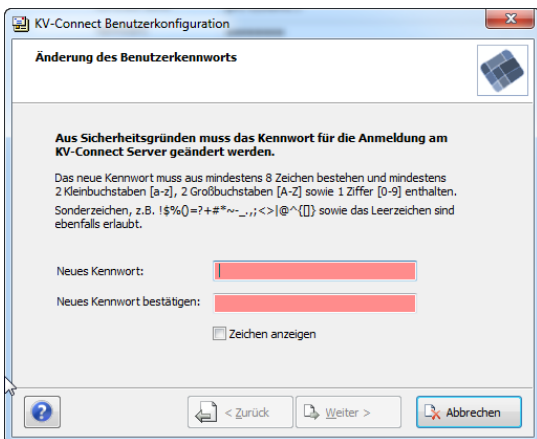 KV-Connect Benutzerkonfiguration
Änderung des Benutzerkennworts
Aus Sicherheitsgründen muss das Kennwort für die Anmeldung am
KV-Connect Server geändert werden.
Das neue Kennwort muss aus mindestens 8 Zeichen bestehen und mindestens
2 Kleinbuchstaben [a-z], 2 Großbuchstaben [A-Z] sowie 1 Ziffer [0-9] enthalten.
Sonderzeichen, z.B. !$%()=?+#*~-_.,;<>|@^{[]} sowie das Leerzeichen sind
ebenfalls erlaubt.
Neues Kennwort:
Neues Kennwort bestätigen:
Zeichen anzeigen
< Zurück
Weiter >
Abbrechen